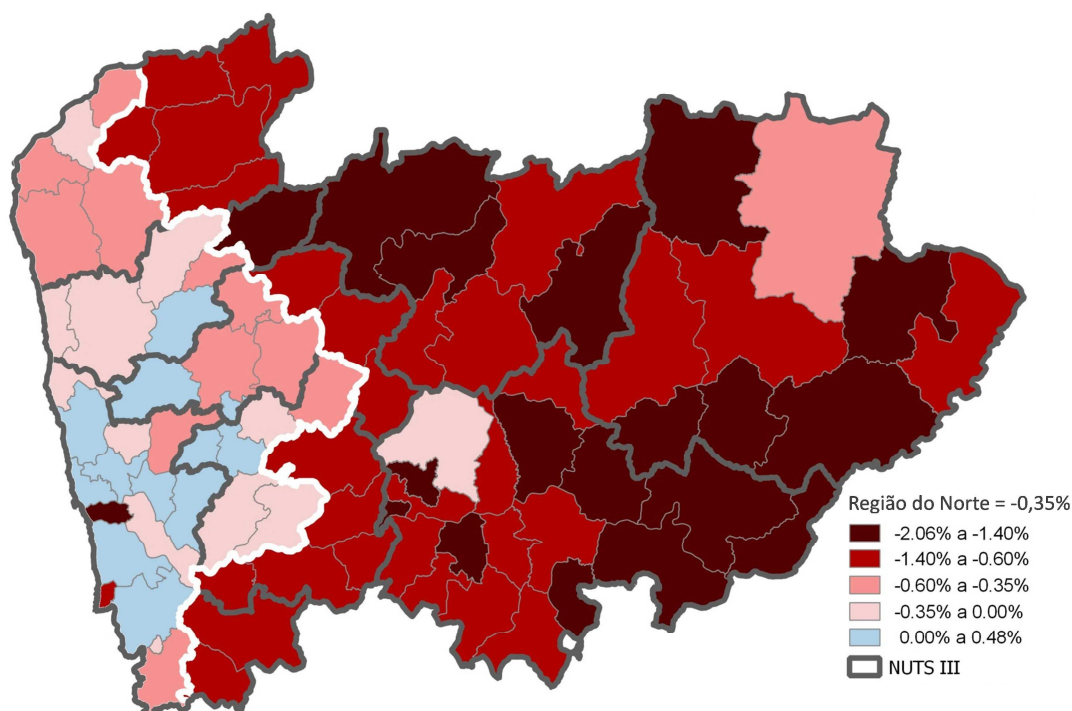 Região do Norte = -0,35%
-2.06% a -1.40%
-1.40% a -0.60%
-0.60% a -0.35%
-0.35% a 0.00%
0.00% a 0.48%
NUTS III